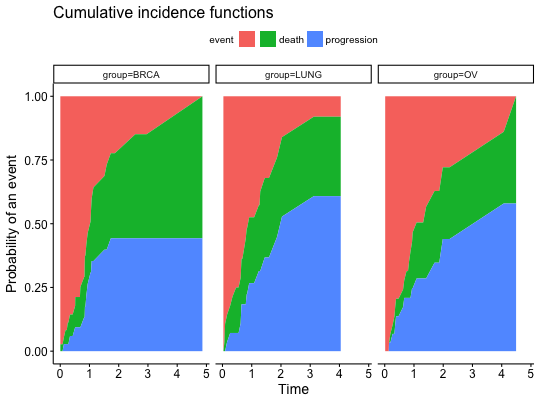 Cumulative incidence functions
event death progression
group=BRCA group=LUNG group=OV
Probability of an event
1.00
0.75
0.50
0.25
0.00
0 1 2 3 4 5 0 1 2 3 4 5 0 1 2 3 4 5
Time